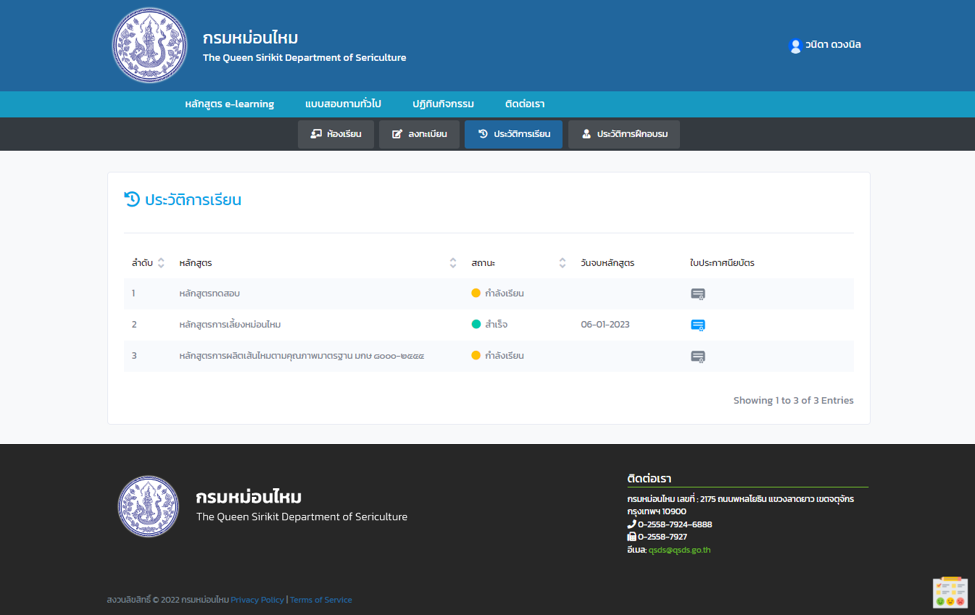 กรมหม่อนไหม
The Queen Sirikit Department of Sericulture
วนิดา ดวงนิล
หลักสูตร e-learning แบบสอบถามทั่วไป ปฏิทินกิจกรรม ติดต่อเรา
ห้องเรียน ลงทะเบียน ประวัติการเรียน ประวัติการฝึกอบรม
ประวัติการเรียน
ลำดับ หลักสูตร สถานะ วันจบหลักสูตร ใบประกาศนียบัตร
1 หลักสูตรทดสอบ กำลังเรียน
2 หลักสูตรการเลี้ยงหม่อนไหม สำเร็จ 06-01-2023
3 หลักสูตรการผลิตเส้นไหมตามคุณภาพมาตรฐาน มกษ ๘๐๐๐-๒๕๕๕ กำลังเรียน
Showing 1 to 3 of 3 Entries
กรมหม่อนไหม
The Queen Sirikit Department of Sericulture
ติดต่อเรา
กรมหม่อนไหม เลขที่ : 2175 ถนนพหลโยธิน แขวงลาดยาว เขตจตุจักร
กรุงเทพฯ 10900
0-2558-7924-6888
0-2558-7927
อีเมล: qsds@qsds.go.th
สงวนลิขสิทธิ์ © 2022 กรมหม่อนไหม Privacy Policy | Terms of Service